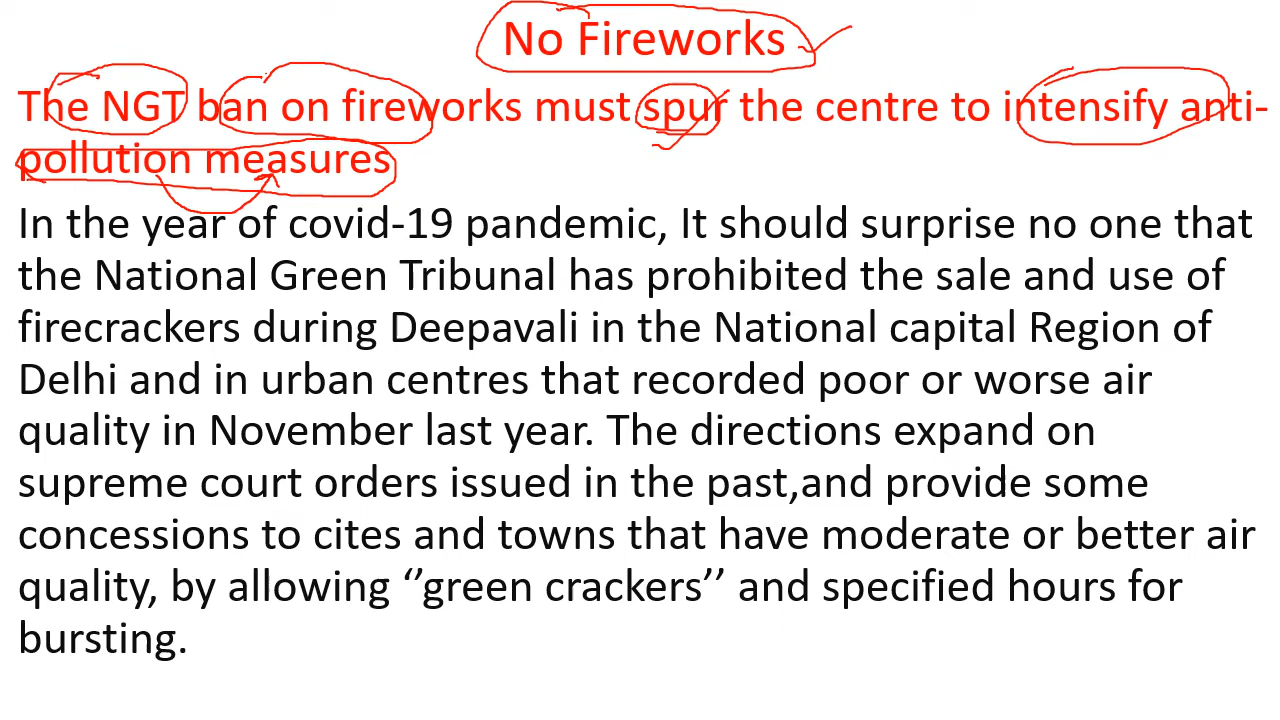 No Fireworks
The NGT ban on fireworks must spur the centre to intensify anti-
pollution measures
In the year of covid-19 pandemic, It should surprise no one that
the National Green Tribunal has prohibited the sale and use of
firecrackers during Deepavali in the National capital Region of
Delhi and in urban centres that recorded poor or worse air
quality in November last year. The directions expand on
supreme court orders issued in the past,and provide some
concessions to cites and towns that have moderate or better air
quality, by allowing ‘’green crackers’’ and specified hours for
bursting.